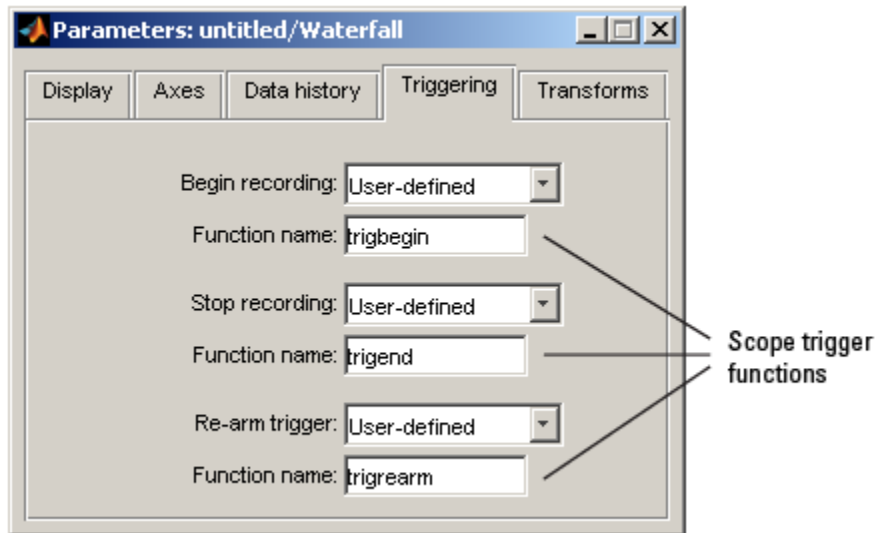 Parameters: untitled/Waterfall
Display Axes Data history Triggering Transforms
Begin recording: User-defined
Function name: trigbegin
Stop recording: User-defined
Function name: trigend
Re-arm trigger: User-defined
Function name: trigrearm
Scope trigger
functions